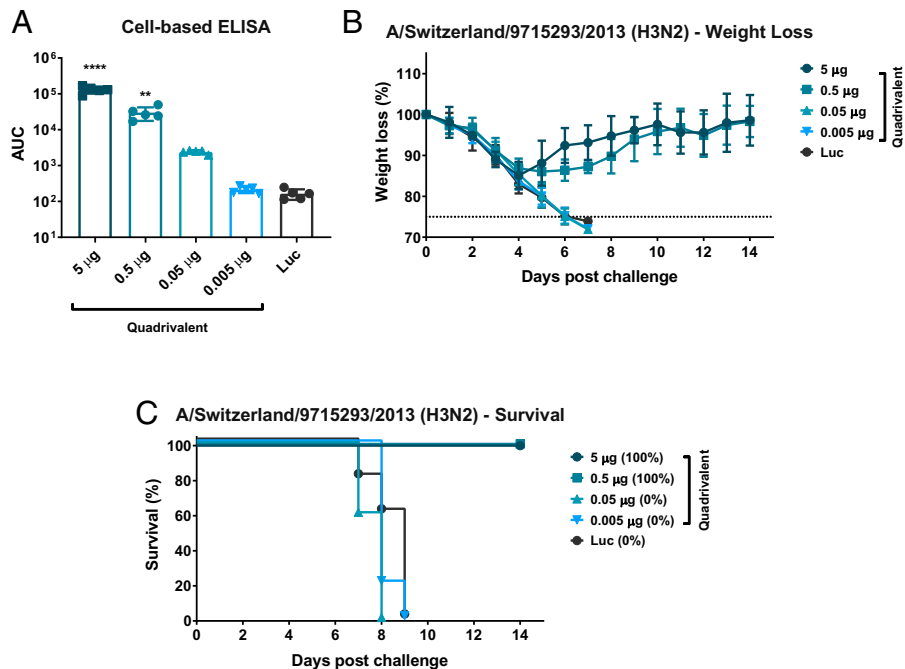 A
Cell-based ELISA
AUC
10⁶
10⁵
10⁴
10³
10²
10¹
****
**
5 µg
0.5 µg
0.05 µg
0.005 µg
Luc
Quadrivalent
B
A/Switzerland/9715293/2013 (H3N2) - Weight Loss
Weight loss (%)
100
90
80
70
0 2 4 6 8 10 12 14
Days post challenge
5 µg
0.5 µg
0.05 µg
0.005 µg
Luc
Quadrivalent
C
A/Switzerland/9715293/2013 (H3N2) - Survival
Survival (%)
100
80
60
40
20
0
0 2 4 6 8 10 12 14
Days post challenge
5 µg (100%)
0.5 µg (100%)
0.05 µg (0%)
0.005 µg (0%)
Luc (0%)
Quadrivalent